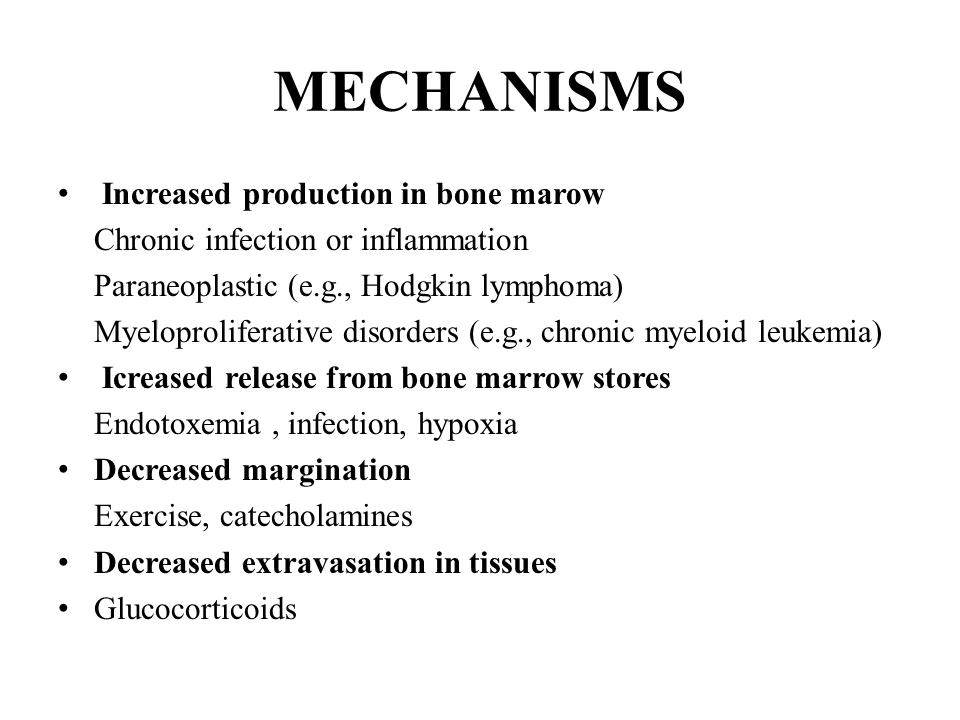 MECHANISMS
• Increased production in bone marow
Chronic infection or inflammation
Paraneoplastic (e.g., Hodgkin lymphoma)
Myeloproliferative disorders (e.g., chronic myeloid leukemia)
• Icreased release from bone marrow stores
Endotoxemia , infection, hypoxia
• Decreased margination
Exercise, catecholamines
• Decreased extravasation in tissues
• Glucocorticoids